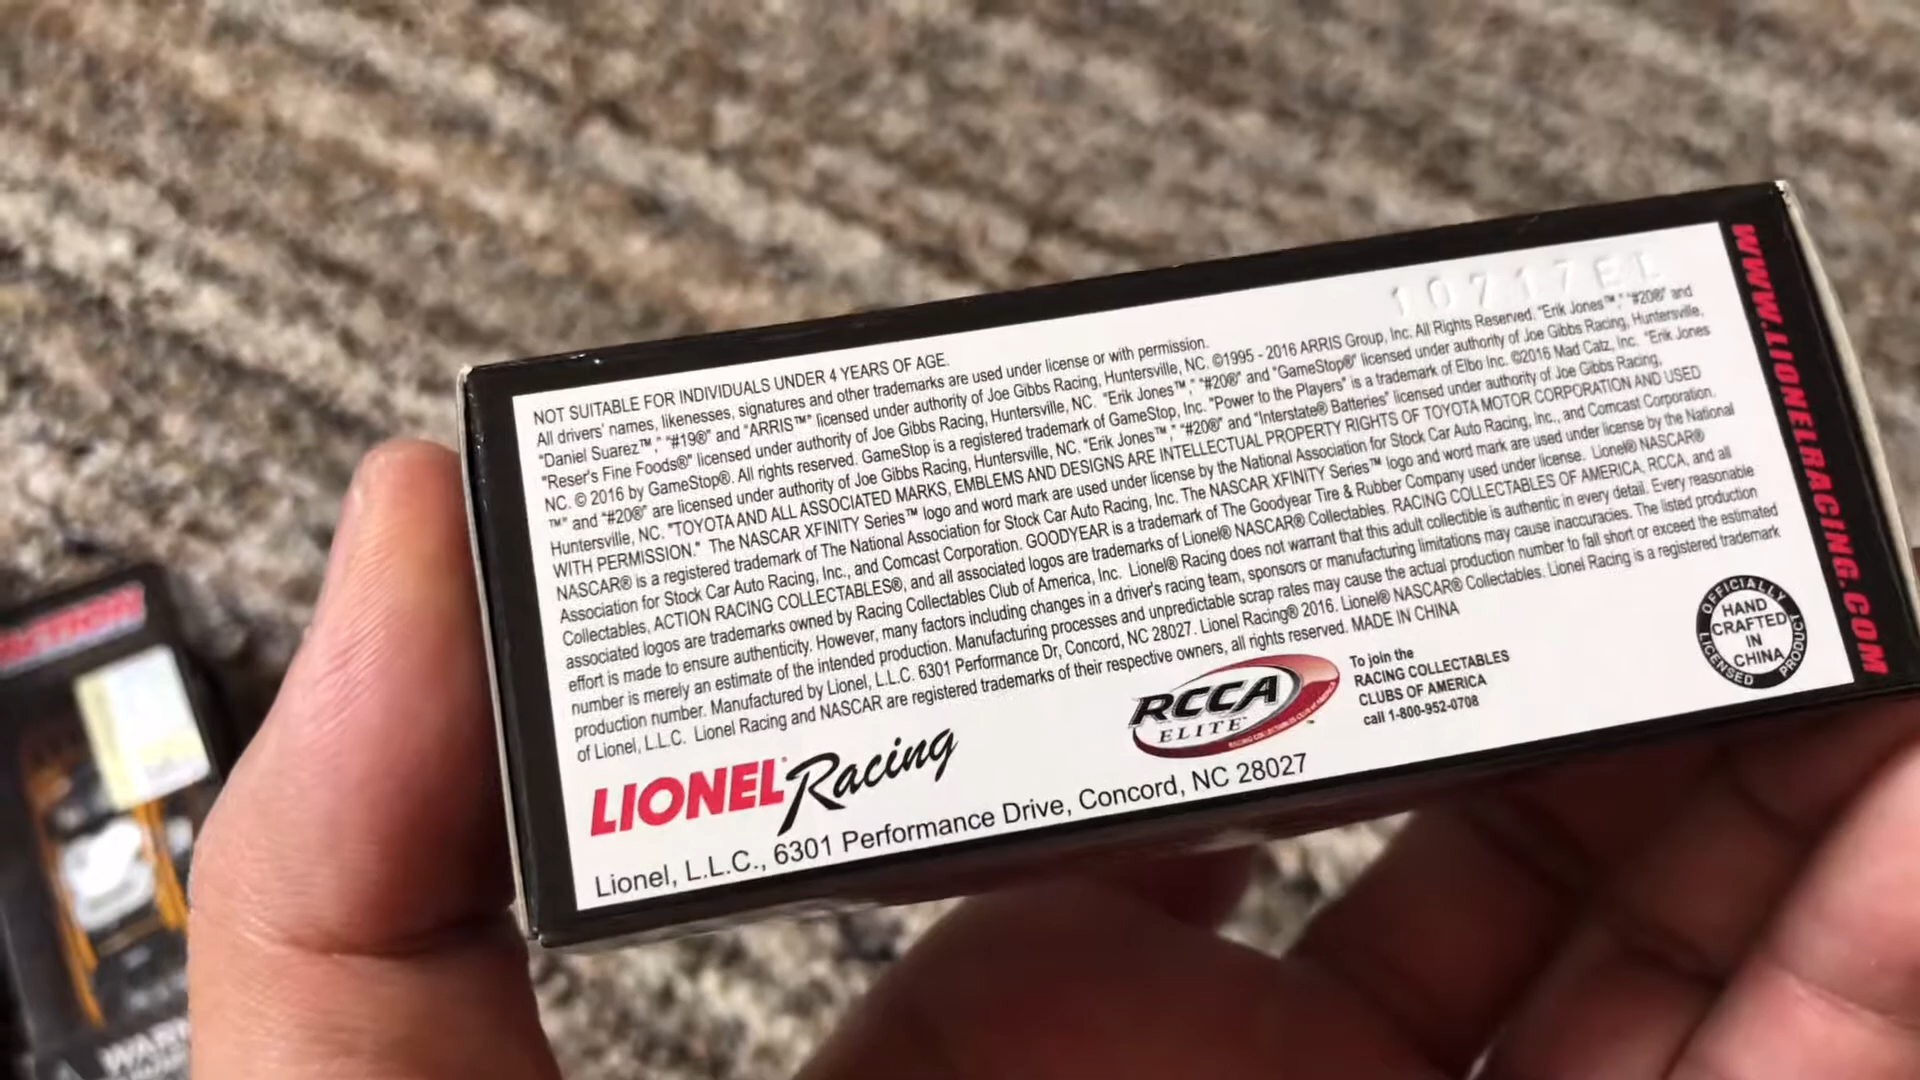 10717EL
NOT SUITABLE FOR INDIVIDUALS UNDER 4 YEARS OF AGE.
All drivers' names, likenesses, signatures and other trademarks are used under license or with permission.
"Daniel Suarez™," "#19®" and "ARRIS™" licensed under authority of Joe Gibbs Racing, Huntersville, NC. ©1995 - 2016 ARRIS Group, Inc. All Rights Reserved. "Erik Jones™," "#20®" and
"Reser's Fine Foods®" licensed under authority of Joe Gibbs Racing, Huntersville, NC. "Erik Jones™," "#20®" and "GameStop®" licensed under authority of Joe Gibbs Racing, Huntersville,
NC. © 2016 by GameStop®. All rights reserved. GameStop is a registered trademark of GameStop, Inc. "Power to the Players" is a trademark of Elbo Inc. ©2016 Mad Catz, Inc. "Erik Jones
™" and "#20®" are licensed under authority of Joe Gibbs Racing, Huntersville, NC. "Erik Jones™," "#20®" and "Interstate® Batteries" licensed under authority of Joe Gibbs Racing,
Huntersville, NC. "TOYOTA AND ALL ASSOCIATED MARKS, EMBLEMS AND DESIGNS ARE INTELLECTUAL PROPERTY RIGHTS OF TOYOTA MOTOR CORPORATION AND USED
WITH PERMISSION." The NASCAR XFINITY Series™ logo and word mark are used under license by the National Association for Stock Car Auto Racing, Inc., and Comcast Corporation.
NASCAR® is a registered trademark of The National Association for Stock Car Auto Racing, Inc. The NASCAR XFINITY Series™ logo and word mark are used under license by the National
Association for Stock Car Auto Racing, Inc., and Comcast Corporation. GOODYEAR is a trademark of The Goodyear Tire & Rubber Company used under license. Lionel® NASCAR®
Collectables, ACTION RACING COLLECTABLES®, and all associated logos are trademarks of Lionel® NASCAR® Collectables. RACING COLLECTABLES OF AMERICA, RCCA, and all
associated logos are trademarks owned by Racing Collectables Club of America, Inc. Lionel® Racing does not warrant that this adult collectible is authentic in every detail. Every reasonable
effort is made to ensure authenticity. However, many factors including changes in a driver's racing team, sponsors or manufacturing limitations may cause inaccuracies. The listed production
number is merely an estimate of the intended production. Manufacturing processes and unpredictable scrap rates may cause the actual production number to fall short or exceed the estimated
production number. Manufactured by Lionel, L.L.C. 6301 Performance Dr, Concord, NC 28027. Lionel Racing® 2016. Lionel® NASCAR® Collectables. Lionel Racing is a registered trademark
of Lionel, L.L.C. Lionel Racing and NASCAR are registered trademarks of their respective owners, all rights reserved. MADE IN CHINA
LIONEL Racing
RCCA
ELITE™
To join the
RACING COLLECTABLES
CLUBS OF AMERICA
call 1-800-952-0708
OFFICIALLY LICENSED PRODUCT
HAND
CRAFTED
IN
CHINA
Lionel, L.L.C., 6301 Performance Drive, Concord, NC 28027
WWW.LIONELRACING.COM
ACTION